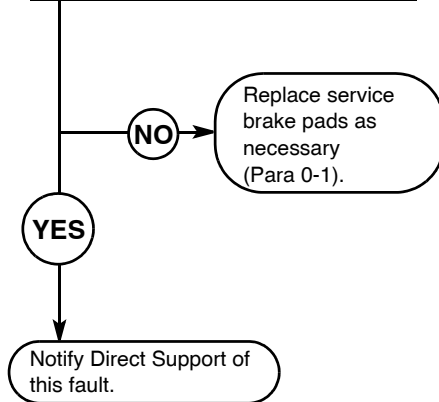 NO
Replace service
brake pads as
necessary
(Para 0-1).
YES
Notify Direct Support of
this fault.